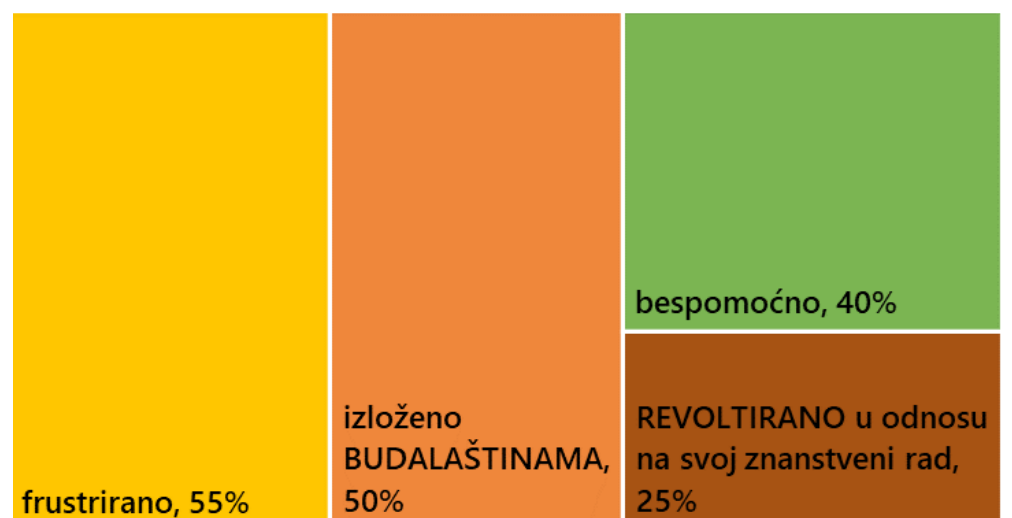 frustrirano, 55%
izloženo
BUDALAŠTINAMA,
50%
bespomoćno, 40%
REVOLTIRANO u odnosu
na svoj znanstveni rad,
25%